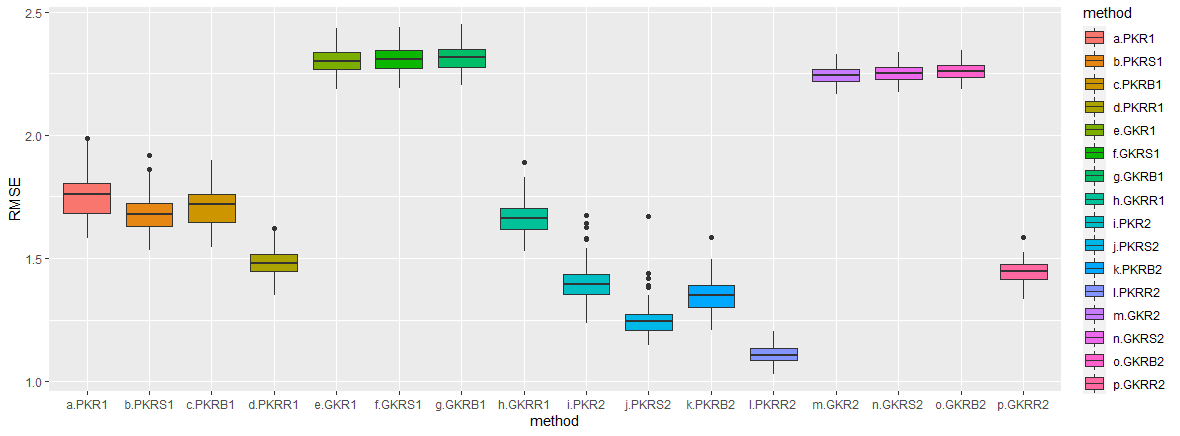 2.5
2.0
1.5
1.0
RMSE
a.PKR1
b.PKRS1
c.PKRB1
d.PKRR1
e.GKR1
f.GKRS1
g.GKRB1
h.GKRR1
i.PKR2
j.PKRS2
k.PKRB2
l.PKRR2
m.GKR2
n.GKRS2
o.GKRB2
p.GKRR2
method
method
a.PKR1
b.PKRS1
c.PKRB1
d.PKRR1
e.GKR1
f.GKRS1
g.GKRB1
h.GKRR1
i.PKR2
j.PKRS2
k.PKRB2
l.PKRR2
m.GKR2
n.GKRS2
o.GKRB2
p.GKRR2